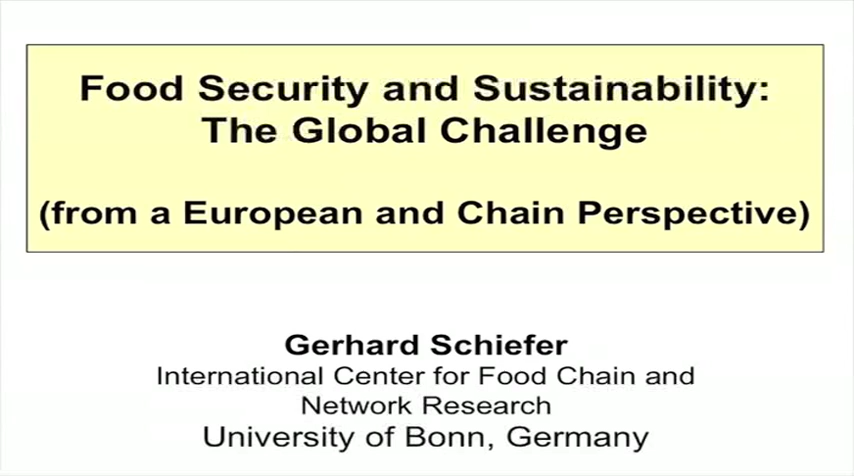 Food Security and Sustainability:
The Global Challenge
(from a European and Chain Perspective)
Gerhard Schiefer
International Center for Food Chain and
Network Research
University of Bonn, Germany